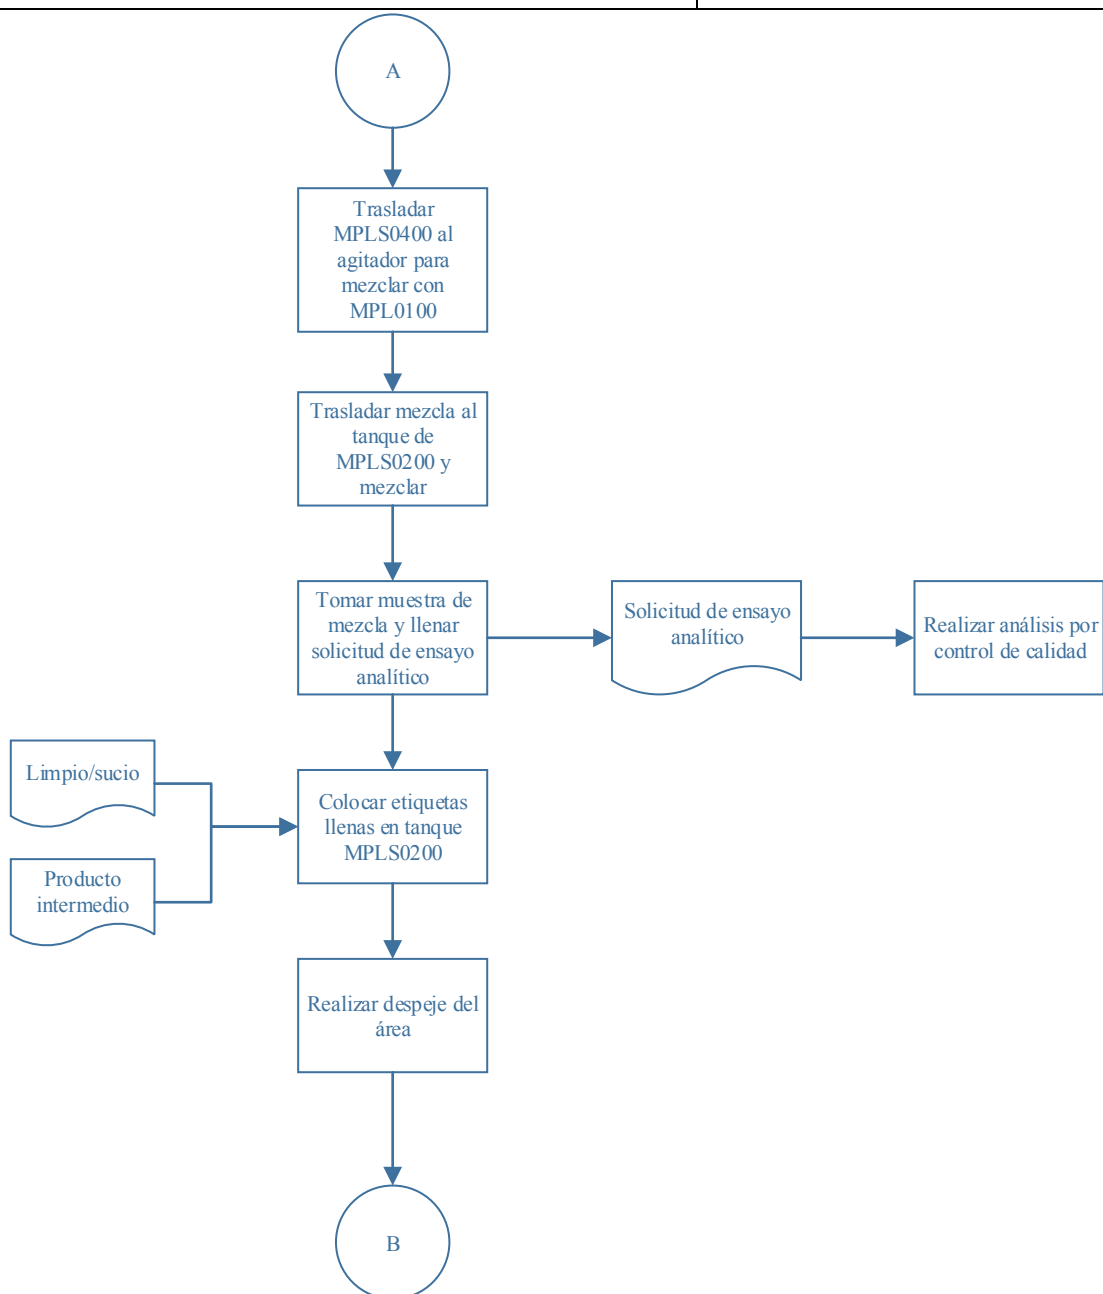 A
Trasladar
MPLS0400 al
agitador para
mezclar con
MPL0100
Trasladar mezcla al
tanque de
MPLS0200 y
mezclar
Tomar muestra de
mezcla y llenar
solicitud de ensayo
analítico
Solicitud de ensayo
analítico
Realizar análisis por
control de calidad
Limpio/sucio
Producto
intermedio
Colocar etiquetas
llenas en tanque
MPLS0200
Realizar despeje del
área
B